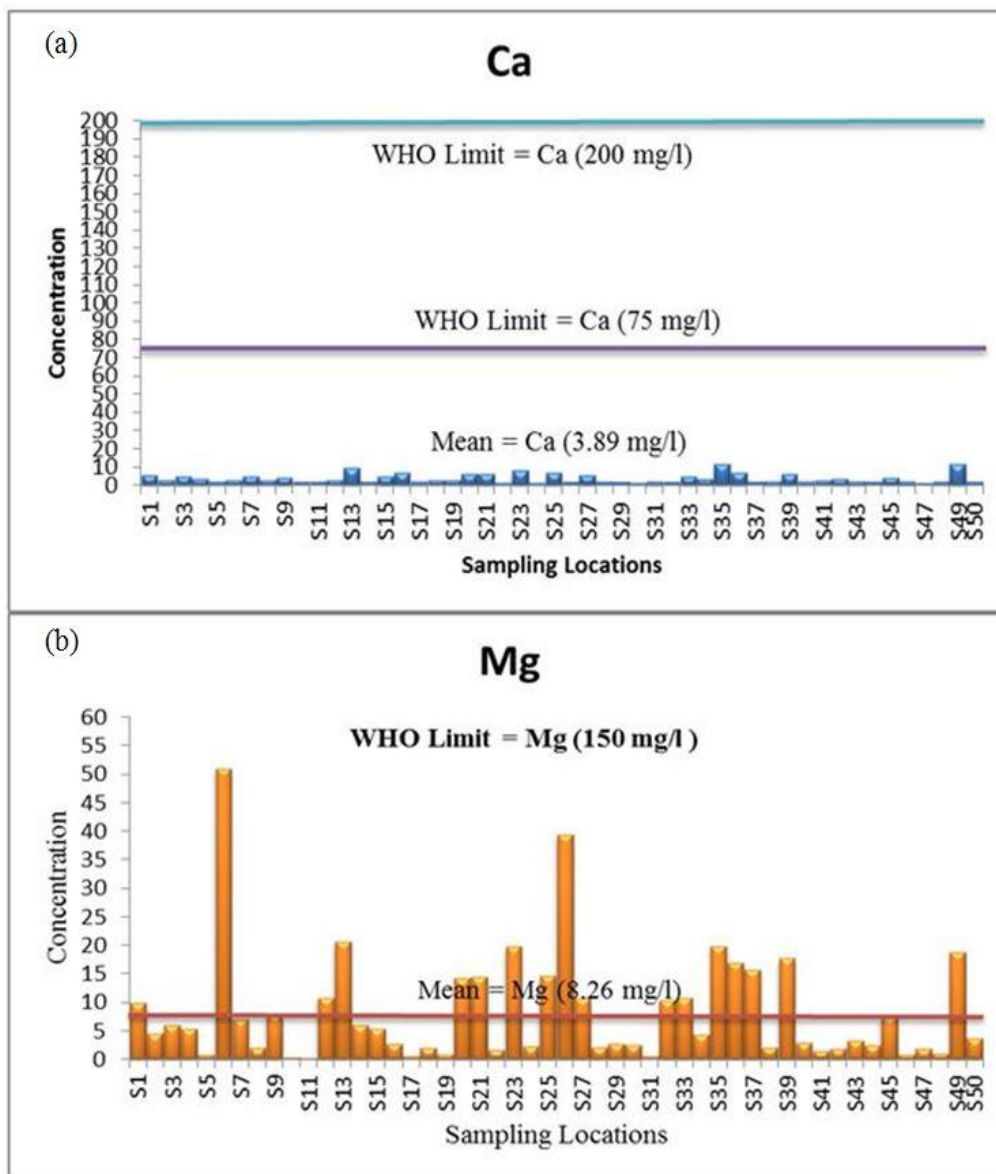 (a)
Ca
200
190
180
170
160
150
140
130
120
110
100
90
80
70
60
50
40
30
20
10
0
Concentration
WHO Limit = Ca (200 mg/l)
WHO Limit = Ca (75 mg/l)
Mean = Ca (3.89 mg/l)
S1 S3 S5 S7 S9 S11 S13 S15 S17 S19 S21 S23 S25 S27 S29 S31 S33 S35 S37 S39 S41 S43 S45 S47 S49 S50
Sampling Locations
(b)
Mg
60
55
50
45
40
35
30
25
20
15
10
5
0
Concentration
WHO Limit = Mg (150 mg/l )
Mean = Mg (8.26 mg/l)
S1 S3 S5 S7 S9 S11 S13 S15 S17 S19 S21 S23 S25 S27 S29 S31 S33 S35 S37 S39 S41 S43 S45 S47 S49 S50
Sampling Locations